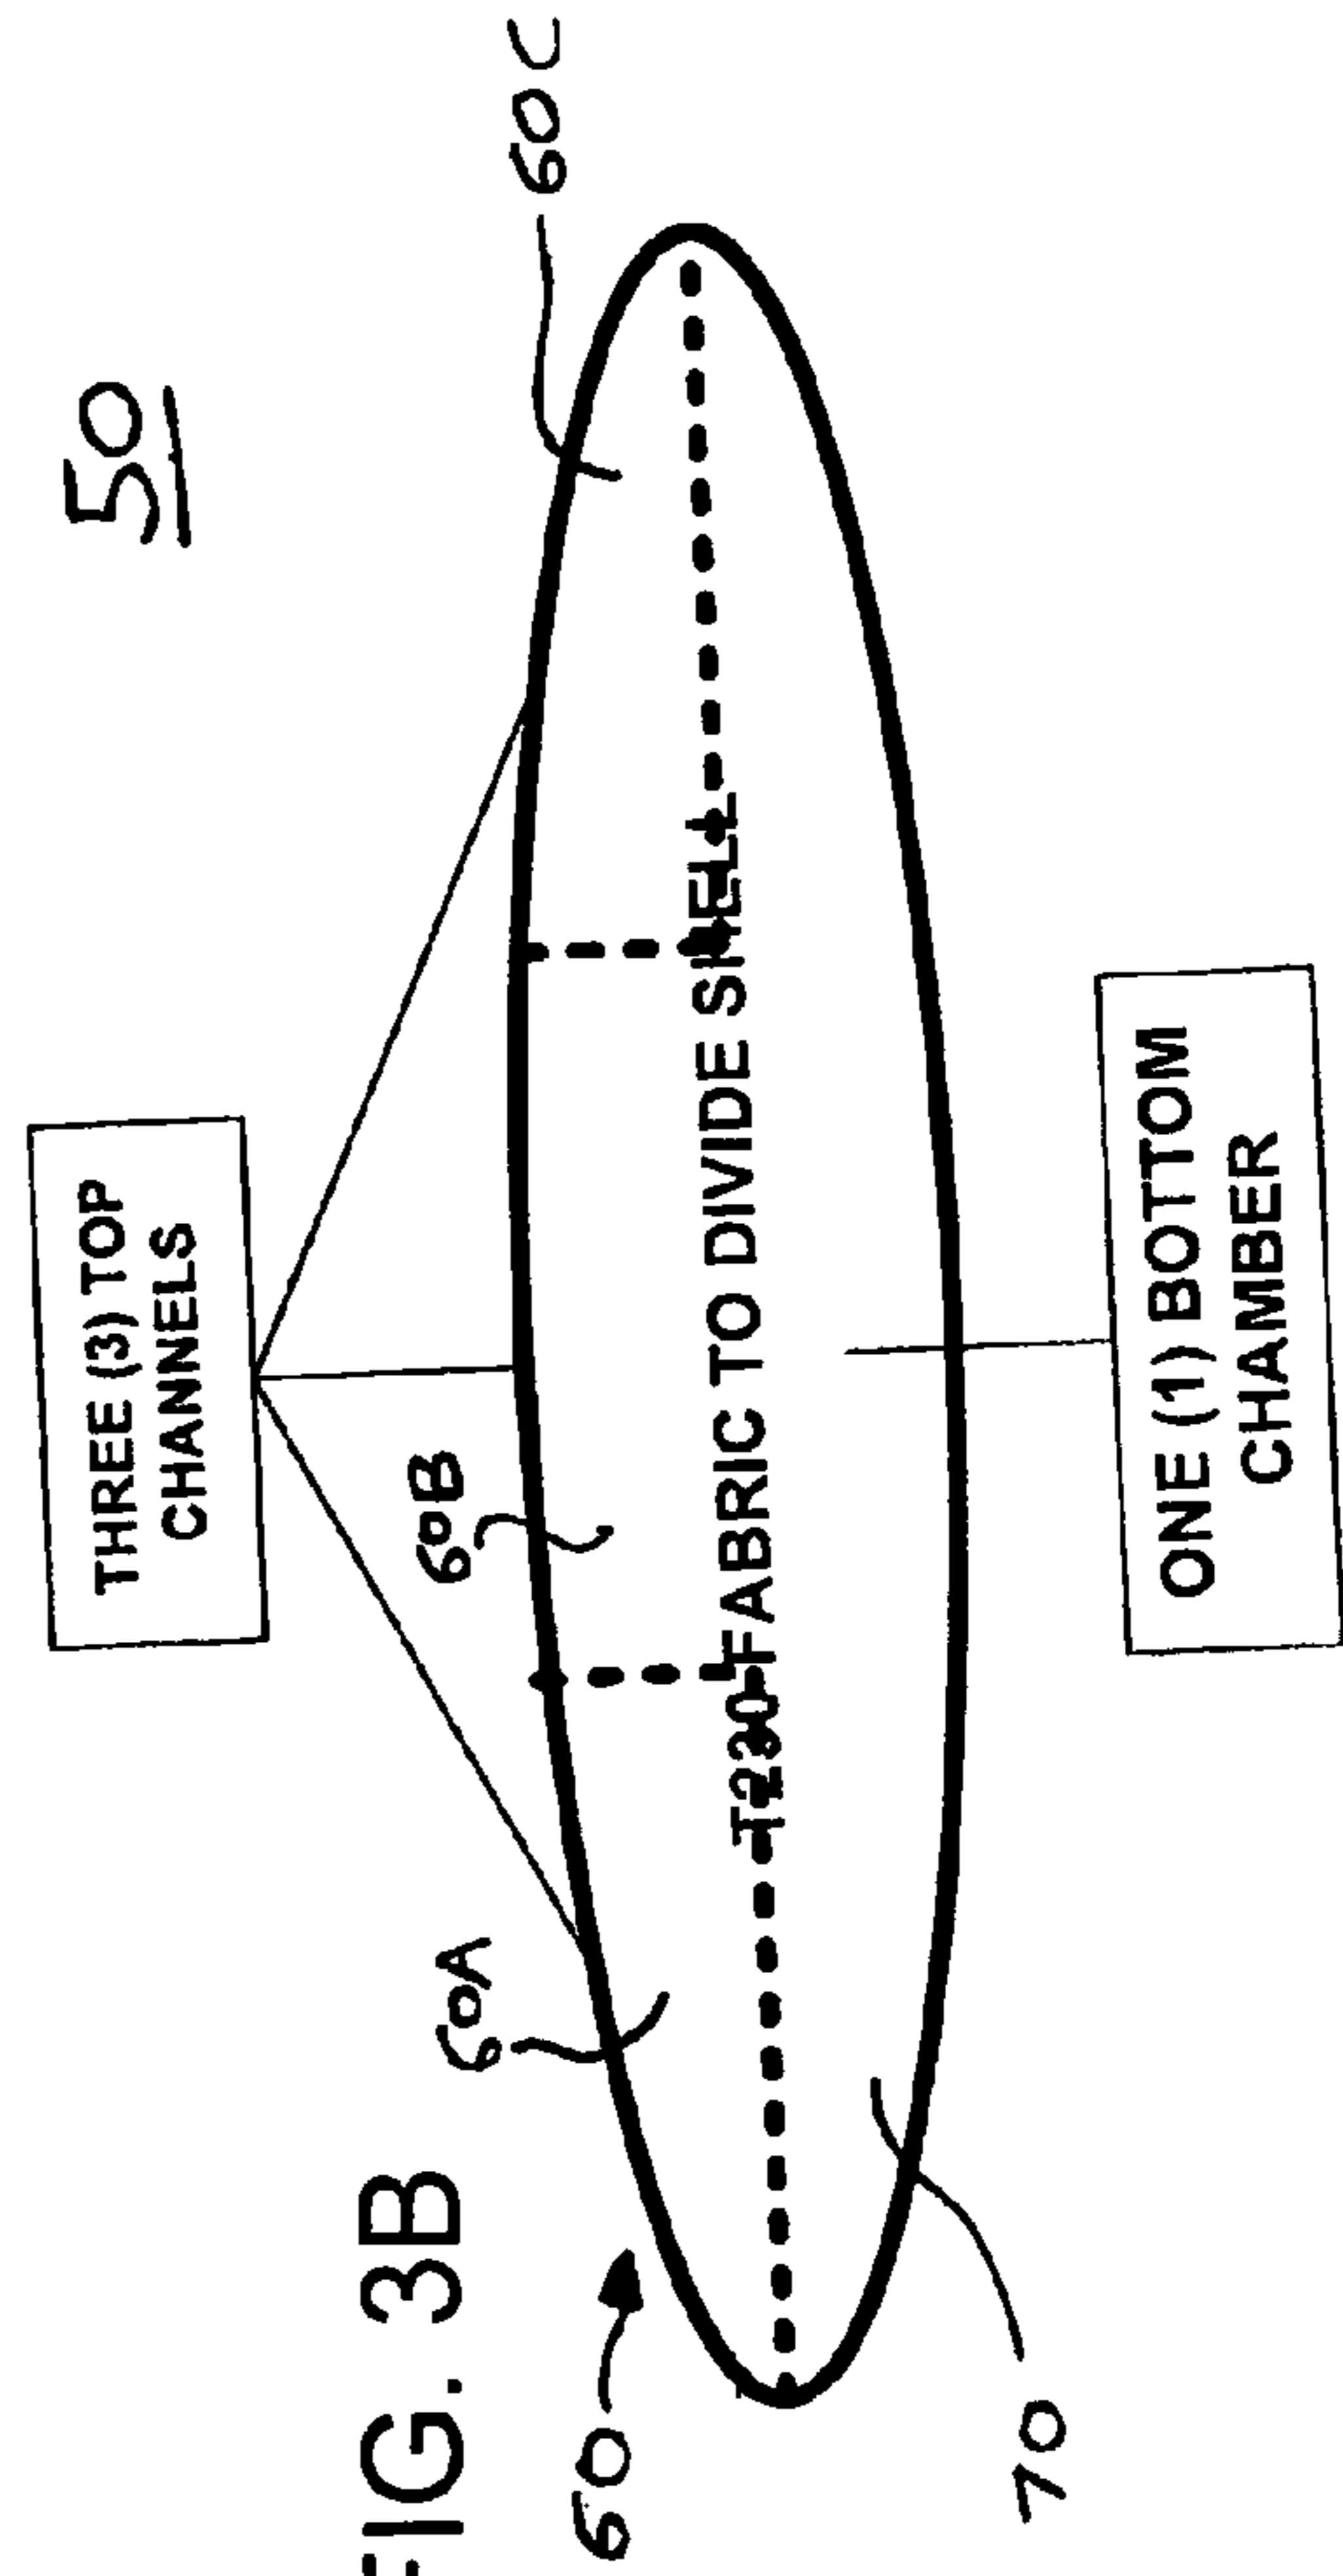 FIG. 3B
50
THREE (3) TOP
CHANNELS
60
60A
60B
60C
T230 FABRIC TO DIVIDE SHELL
70
ONE (1) BOTTOM
CHAMBER